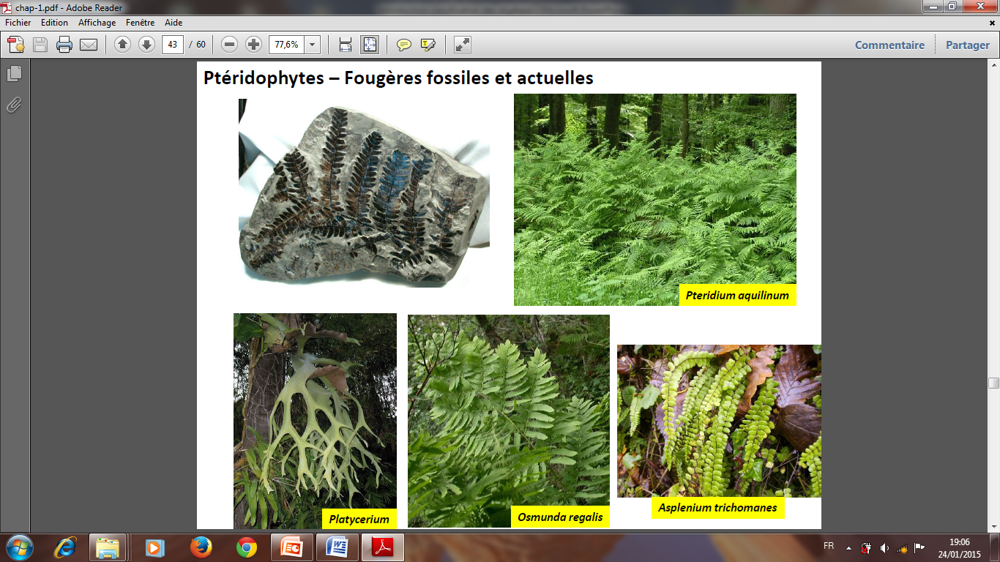 chap-1.pdf - Adobe Reader
Fichier Edition Affichage Fenêtre Aide
43 / 60 77,6% Commentaire Partager
Ptéridophytes – Fougères fossiles et actuelles
Pteridium aquilinum
Platycerium
Osmunda regalis
Asplenium trichomanes
FR
19:06
24/01/2015